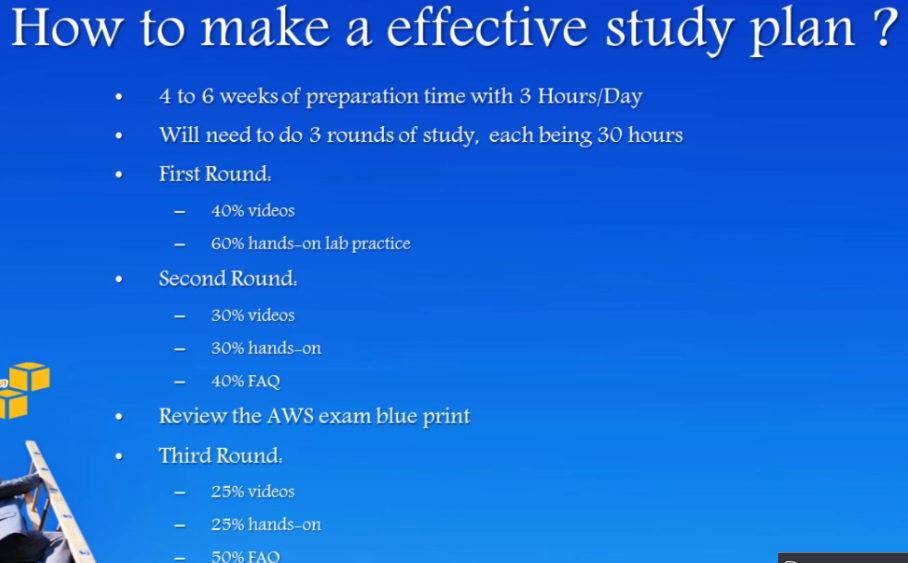 How to make a effective study plan ?
• 4 to 6 weeks of preparation time with 3 Hours/Day
• Will need to do 3 rounds of study, each being 30 hours
• First Round:
– 40% videos
– 60% hands-on lab practice
• Second Round:
– 30% videos
– 30% hands-on
– 40% FAQ
• Review the AWS exam blue print
• Third Round:
– 25% videos
– 25% hands-on
– 50% FAQ